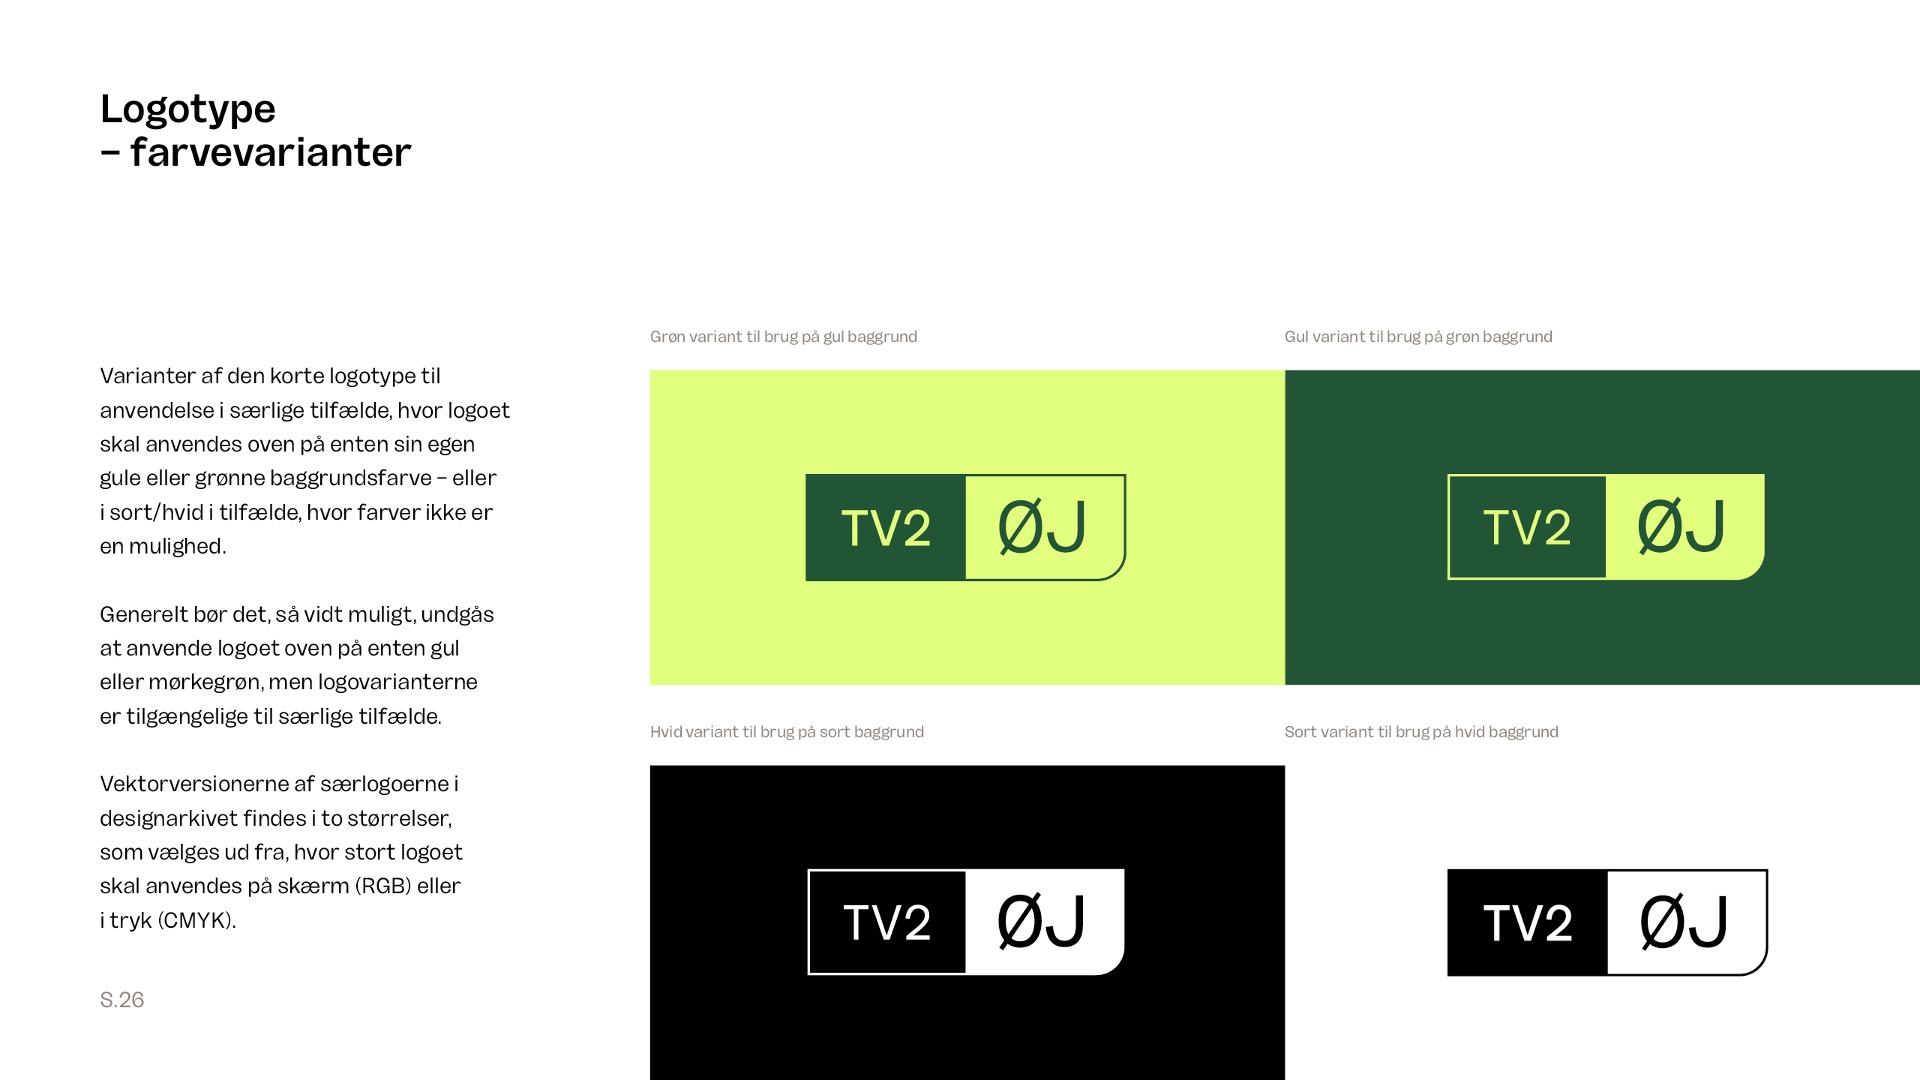 Logotype
– farvevarianter
Varianter af den korte logotype til
anvendelse i særlige tilfælde, hvor logoet
skal anvendes oven på enten sin egen
gule eller grønne baggrundsfarve – eller
i sort/hvid i tilfælde, hvor farver ikke er
en mulighed.
Generelt bør det, så vidt muligt, undgås
at anvende logoet oven på enten gul
eller mørkegrøn, men logovarianterne
er tilgængelige til særlige tilfælde.
Vektorversionerne af særlogoerne i
designarkivet findes i to størrelser,
som vælges ud fra, hvor stort logoet
skal anvendes på skærm (RGB) eller
i tryk (CMYK).
S.26
Grøn variant til brug på gul baggrund
TV2 ØJ
Gul variant til brug på grøn baggrund
TV2 ØJ
Hvid variant til brug på sort baggrund
TV2 ØJ
Sort variant til brug på hvid baggrund
TV2 ØJ